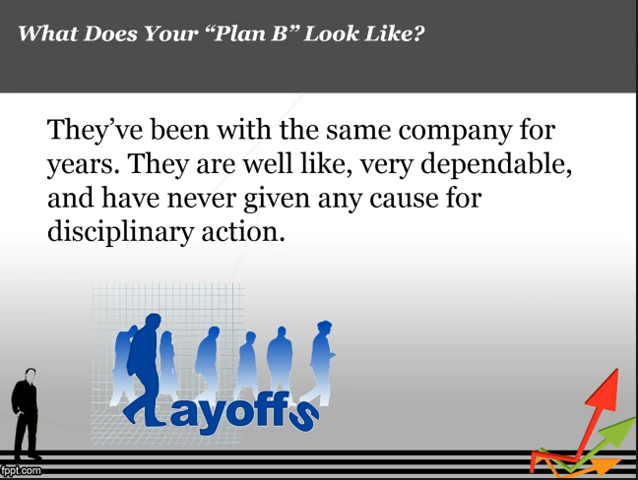 What Does Your “Plan B” Look Like?
They’ve been with the same company for
years. They are well like, very dependable,
and have never given any cause for
disciplinary action.
Layoffs
fppt.com